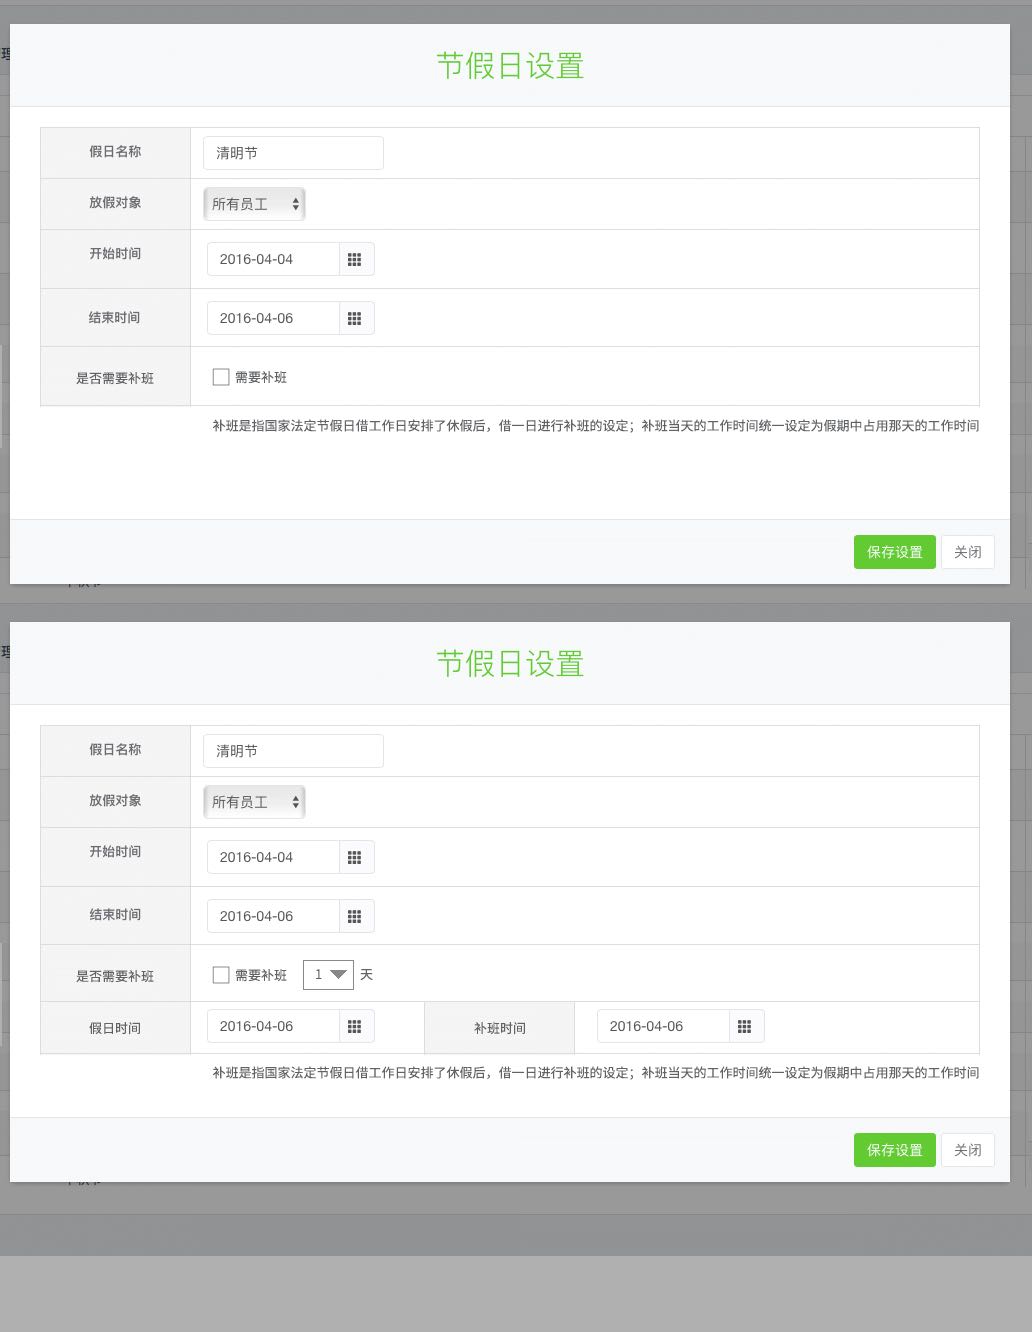 理
节假日设置
假日名称 清明节
放假对象 所有员工
开始时间 2016-04-04
结束时间 2016-04-06
是否需要补班 需要补班
补班是指国家法定节假日借工作日安排了休假后，借一日进行补班的设定；补班当天的工作时间统一设定为假期中占用那天的工作时间
保存设置 关闭
理
节假日设置
假日名称 清明节
放假对象 所有员工
开始时间 2016-04-04
结束时间 2016-04-06
是否需要补班 需要补班 1 天
假日时间 2016-04-06 补班时间 2016-04-06
补班是指国家法定节假日借工作日安排了休假后，借一日进行补班的设定；补班当天的工作时间统一设定为假期中占用那天的工作时间
保存设置 关闭